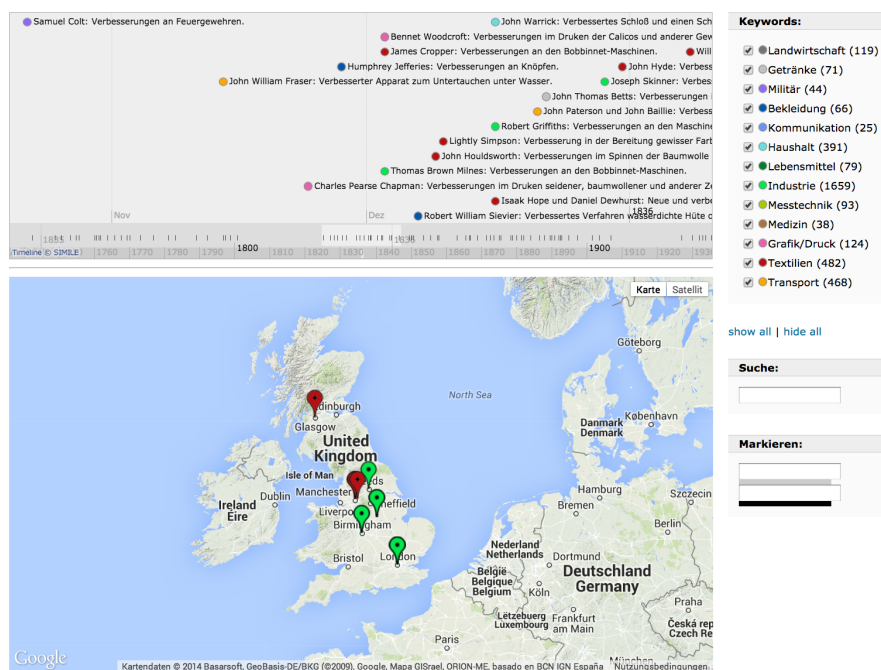 Samuel Colt: Verbesserungen an Feuergewehren.
John Warrick: Verbessertes Schloß und einen Sch
Bennet Woodcroft: Verbesserungen im Drucken der Calicos und anderer Gew
James Cropper: Verbesserungen an den Bobbinnet-Maschinen.
Will
Humphrey Jefferies: Verbesserungen an Knöpfen.
John Hyde: Verbess
John William Fraser: Verbesserter Apparat zum Untertauchen unter Wasser.
Joseph Skinner: Verbes
John Thomas Betts: Verbesserungen i
John Paterson und John Baillie: Verbess
Robert Griffiths: Verbesserungen an den Maschine
Lightly Simpson: Verbesserung in der Bereitung gewisser Farb
John Houldsworth: Verbesserungen im Spinnen der Baumwolle
Thomas Brown Milnes: Verbesserungen an den Bobbinnet-Maschinen.
Charles Pearse Chapman: Verbesserungen im Druken seidener, baumwollener und anderer Ze
Isaak Hope und Daniel Dewhurst: Neue und verbe
Nov
Dez
1836
Robert William Sievier: Verbessertes Verfahren wasserdichte Hüte o
1835
1836
Timeline © SIMILE
1760 1770 1780 1790 1800 1810 1820 1830 1840 1850 1860 1870 1880 1890 1900 1910 1920 1930
Keywords:
Landwirtschaft (119)
Getränke (71)
Militär (44)
Bekleidung (66)
Kommunikation (25)
Haushalt (391)
Lebensmittel (79)
Industrie (1659)
Messtechnik (93)
Medizin (38)
Grafik/Druck (124)
Textilien (482)
Transport (468)
show all | hide all
Suche:
Markieren:
Karte
Satellit
Göteborg
North Sea
Edinburgh
Glasgow
Danmark
Denmark
København
United
Kingdom
Isle of Man
Leeds
Dublin
Manchester
Sheffield
Ireland
Éire
Liverpo
Birmingham
Hamburg
Bremen
Szczecin
Berlin
Bristol
London
Nederland
Netherlands
Dortmund
België
Belgique
Belgium
Köln
Deutschland
Germany
Lëtzebuerg
Luxembourg
Frankfurt
am Main
Praha
Česká rep
Czech Re
Paris
München
Google
Kartendaten © 2014 Basarsoft, GeoBasis-DE/BKG (©2009), Google, Mapa GISrael, ORION-ME, basado en BCN IGN España
Nutzungsbedingungen